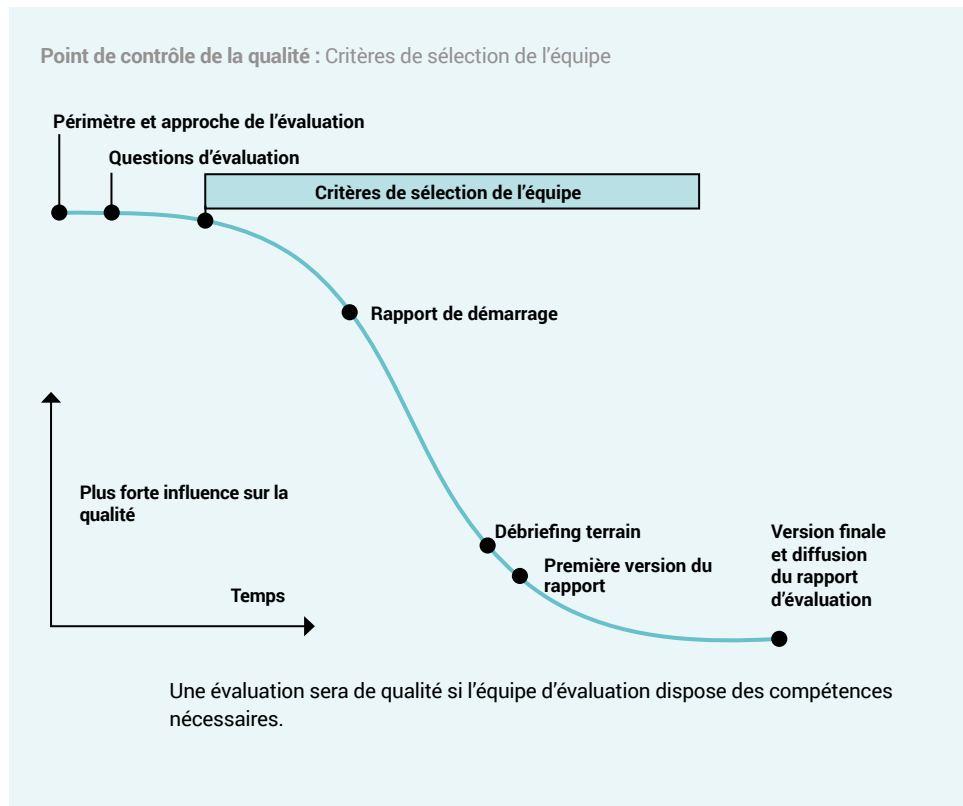 Point de contrôle de la qualité : Critères de sélection de l’équipe
Périmètre et approche de l’évaluation
Questions d’évaluation
Critères de sélection de l’équipe
Rapport de démarrage
Plus forte influence sur la
qualité
Temps
Débriefing terrain
Première version du
rapport
Version finale
et diffusion
du rapport
d’évaluation
Une évaluation sera de qualité si l’équipe d’évaluation dispose des compétences
nécessaires.